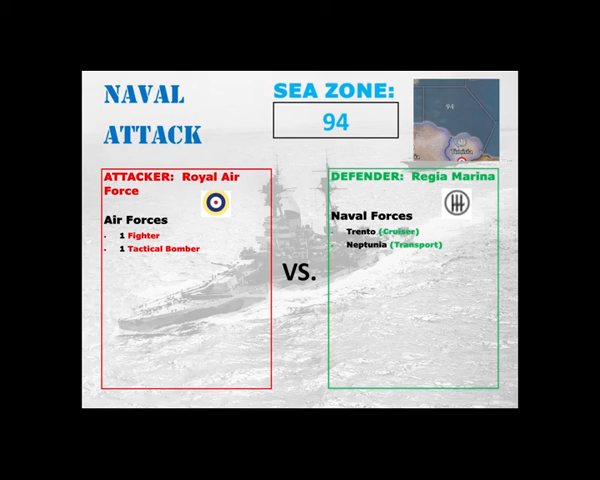 NAVAL
ATTACK
SEA ZONE:
94
94
Tunisia
ATTACKER: Royal Air
Force
Air Forces
• 1 Fighter
• 1 Tactical Bomber
VS.
DEFENDER: Regia Marina
Naval Forces
• Trento (Cruiser)
• Neptunia (Transport)